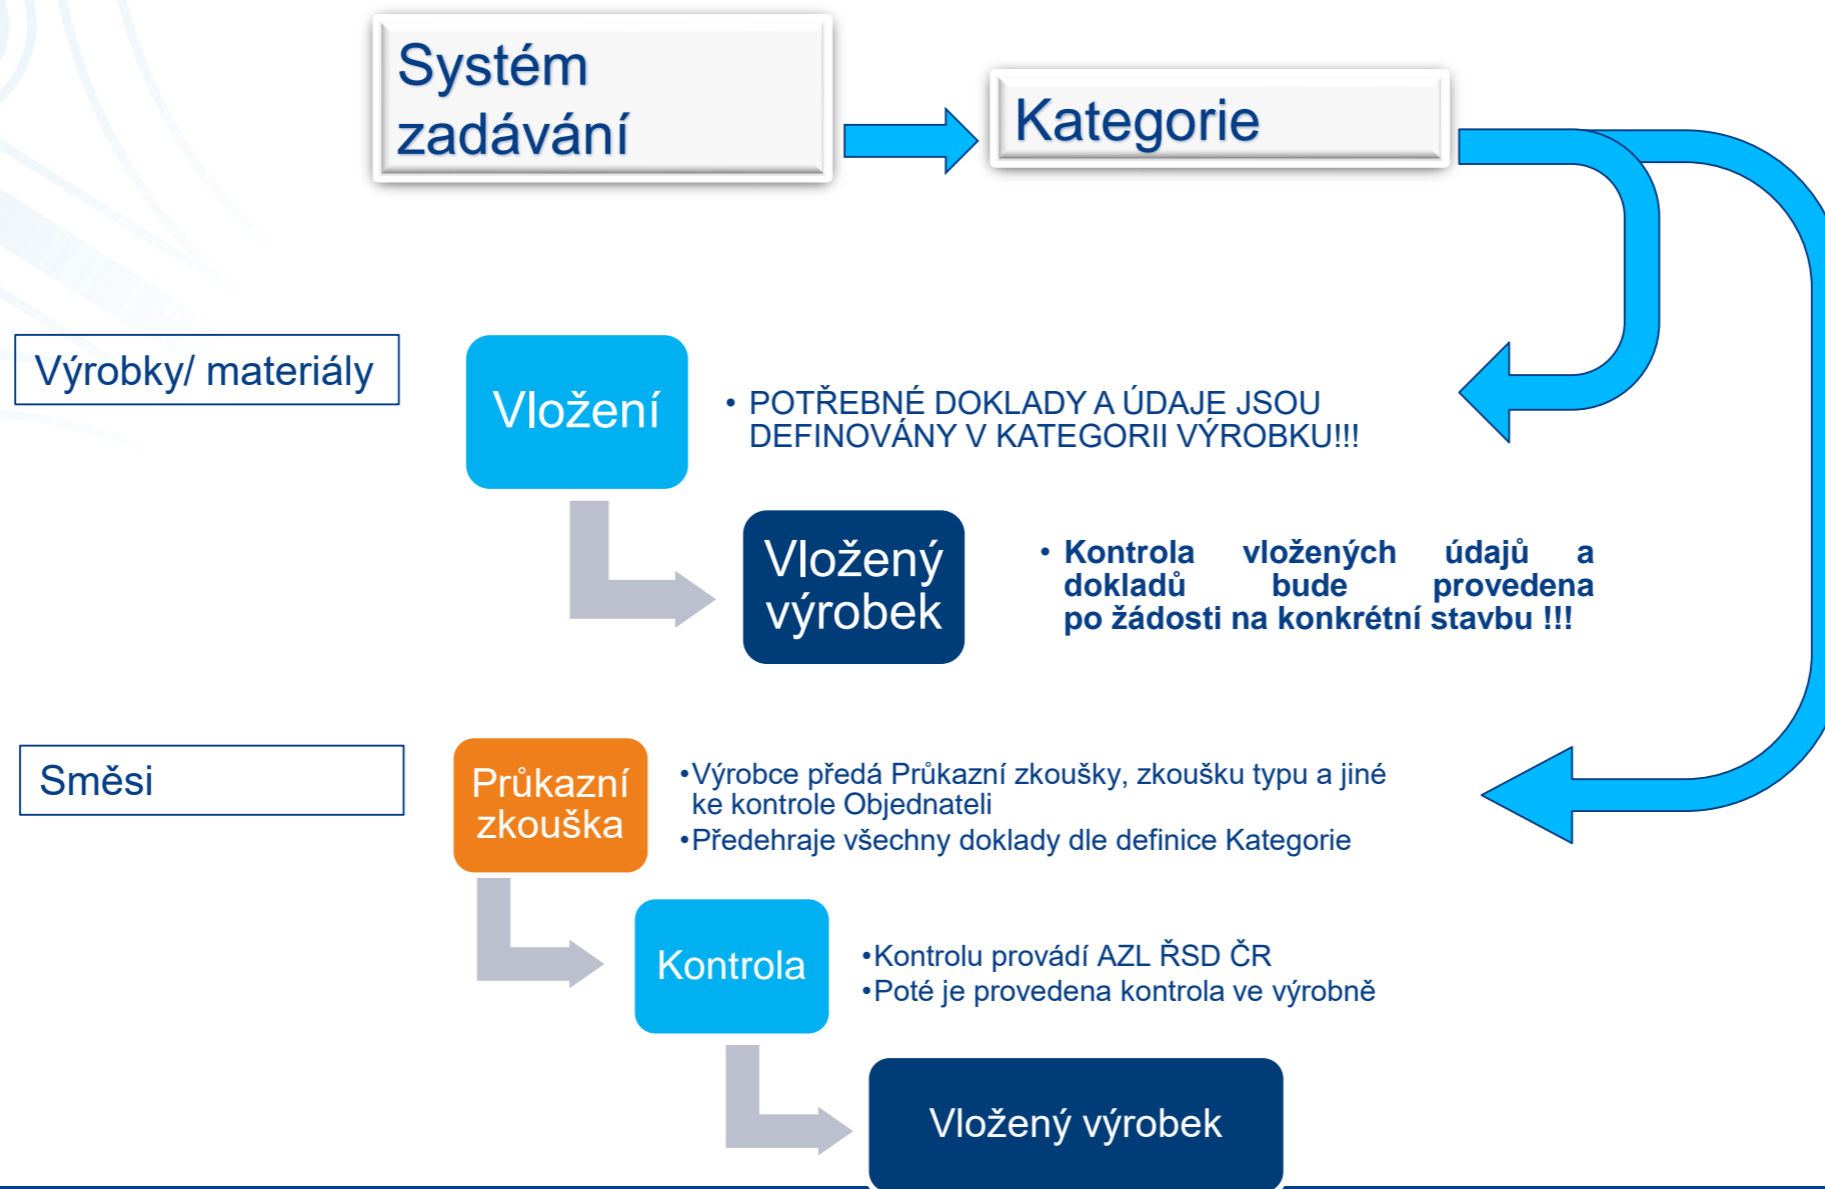 Systém
zadávání
Kategorie
Výrobky/ materiály
Vložení
• POTŘEBNÉ DOKLADY A ÚDAJE JSOU
DEFINOVÁNY V KATEGORII VÝROBKU!!!
Vložený
výrobek
• Kontrola vložených údajů a
dokladů bude provedena
po žádosti na konkrétní stavbu !!!
Směsi
Průkazní
zkouška
•Výrobce předá Průkazní zkoušky, zkoušku typu a jiné
ke kontrole Objednateli
•Předehraje všechny doklady dle definice Kategorie
Kontrola
•Kontrolu provádí AZL ŘSD ČR
•Poté je provedena kontrola ve výrobně
Vložený výrobek